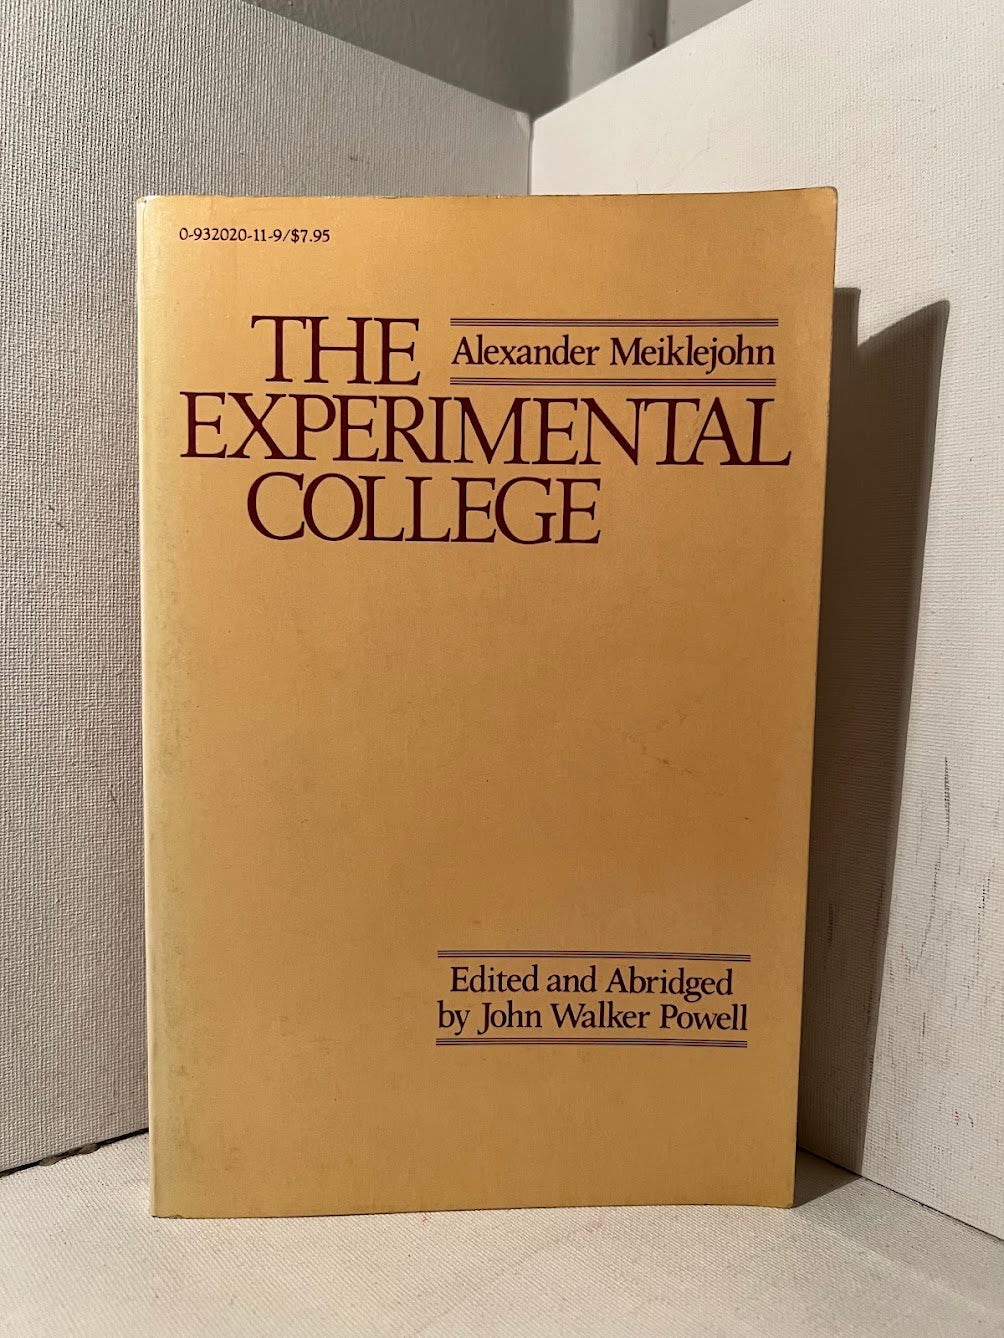 0-932020-11-9/$7.95
THE
Alexander Meiklejohn
EXPERIMENTAL
COLLEGE
Edited and Abridged
by John Walker Powell